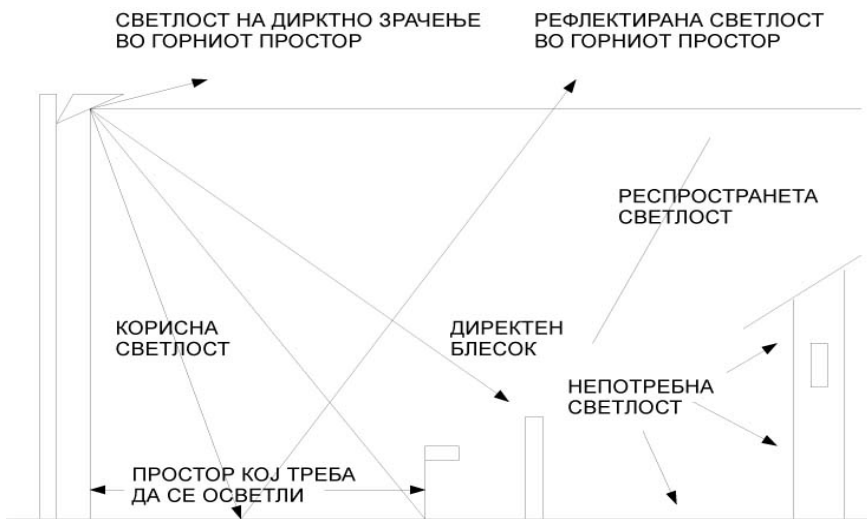 СВЕТЛОСТ НА ДИРКТНО ЗРАЧЕЊЕ
ВО ГОРНИОТ ПРОСТОР
РЕФЛЕКТИРАНА СВЕТЛОСТ
ВО ГОРНИОТ ПРОСТОР
РЕСПРОСТРАНЕТА
СВЕТЛОСТ
КОРИСНА
СВЕТЛОСТ
ДИРЕКТЕН
БЛЕСОК
НЕПОТРЕБНА
СВЕТЛОСТ
ПРОСТОР КОЈ ТРЕБА
ДА СЕ ОСВЕТЛИ